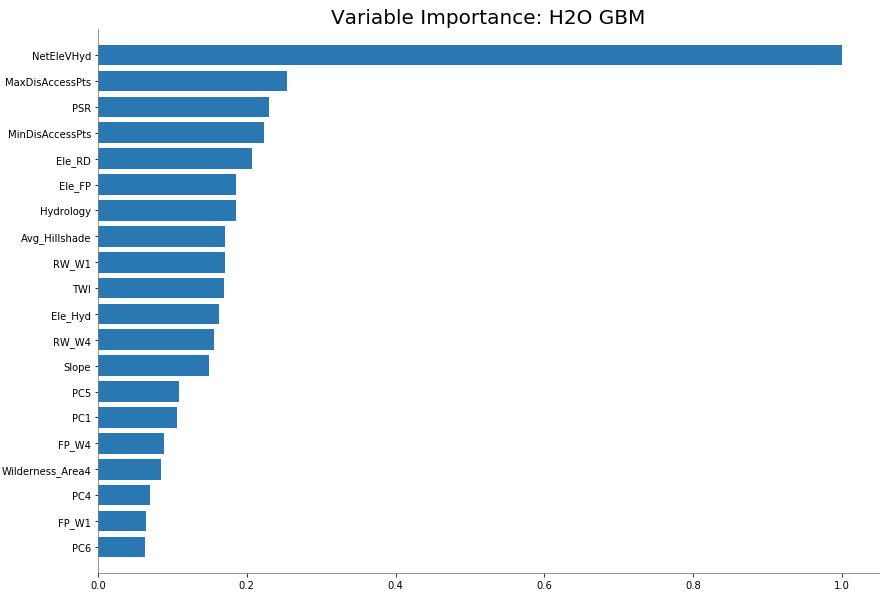 Variable Importance: H2O GBM
NetEleVHyd
MaxDisAccessPts
PSR
MinDisAccessPts
Ele_RD
Ele_FP
Hydrology
Avg_Hillshade
RW_W1
TWI
Ele_Hyd
RW_W4
Slope
PC5
PC1
FP_W4
Wilderness_Area4
PC4
FP_W1
PC6
0.0 0.2 0.4 0.6 0.8 1.0